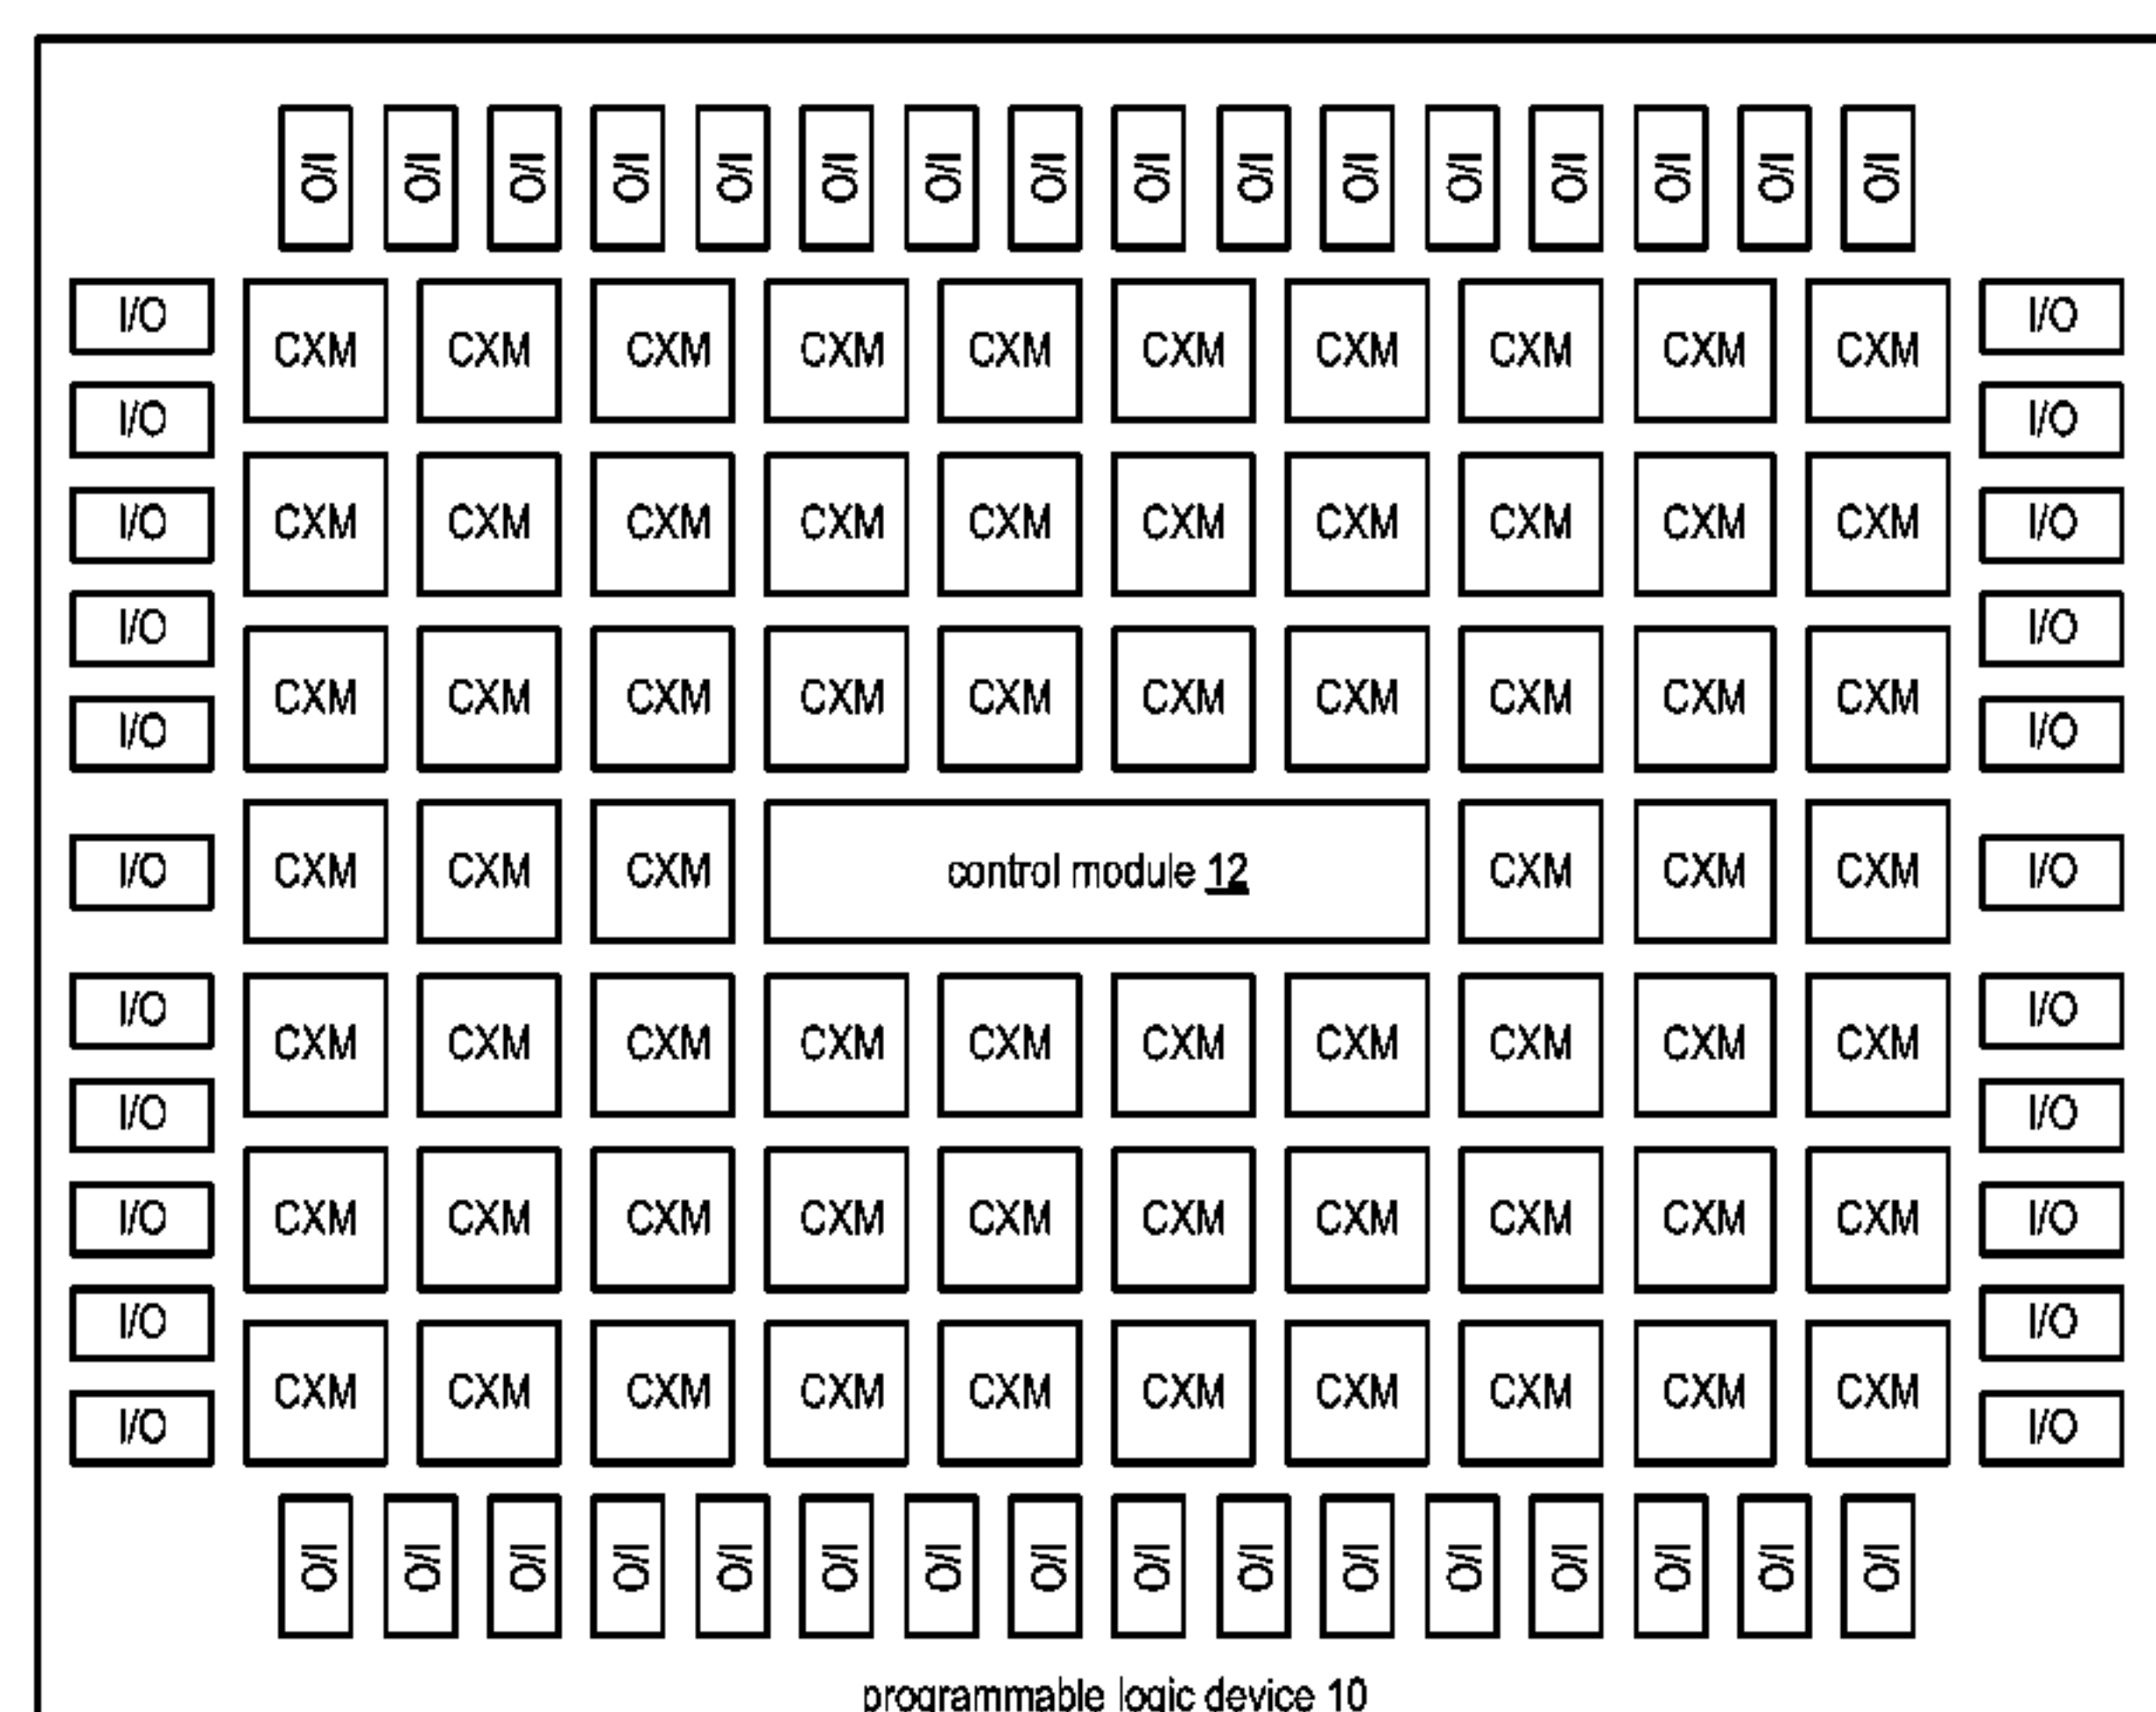 I/O I/O I/O I/O I/O I/O I/O I/O I/O I/O I/O I/O I/O I/O I/O I/O
I/O I/O
CXM CXM CXM CXM CXM CXM CXM CXM CXM CXM
I/O I/O
I/O CXM CXM CXM CXM CXM CXM CXM CXM CXM CXM I/O
I/O I/O
CXM CXM CXM CXM CXM CXM CXM CXM CXM CXM
I/O I/O
I/O CXM CXM CXM control module 12 CXM CXM CXM I/O
I/O I/O
CXM CXM CXM CXM CXM CXM CXM CXM CXM CXM
I/O I/O
I/O CXM CXM CXM CXM CXM CXM CXM CXM CXM CXM I/O
I/O I/O
CXM CXM CXM CXM CXM CXM CXM CXM CXM CXM
I/O I/O
I/O I/O I/O I/O I/O I/O I/O I/O I/O I/O I/O I/O I/O I/O I/O I/O
programmable logic device 10